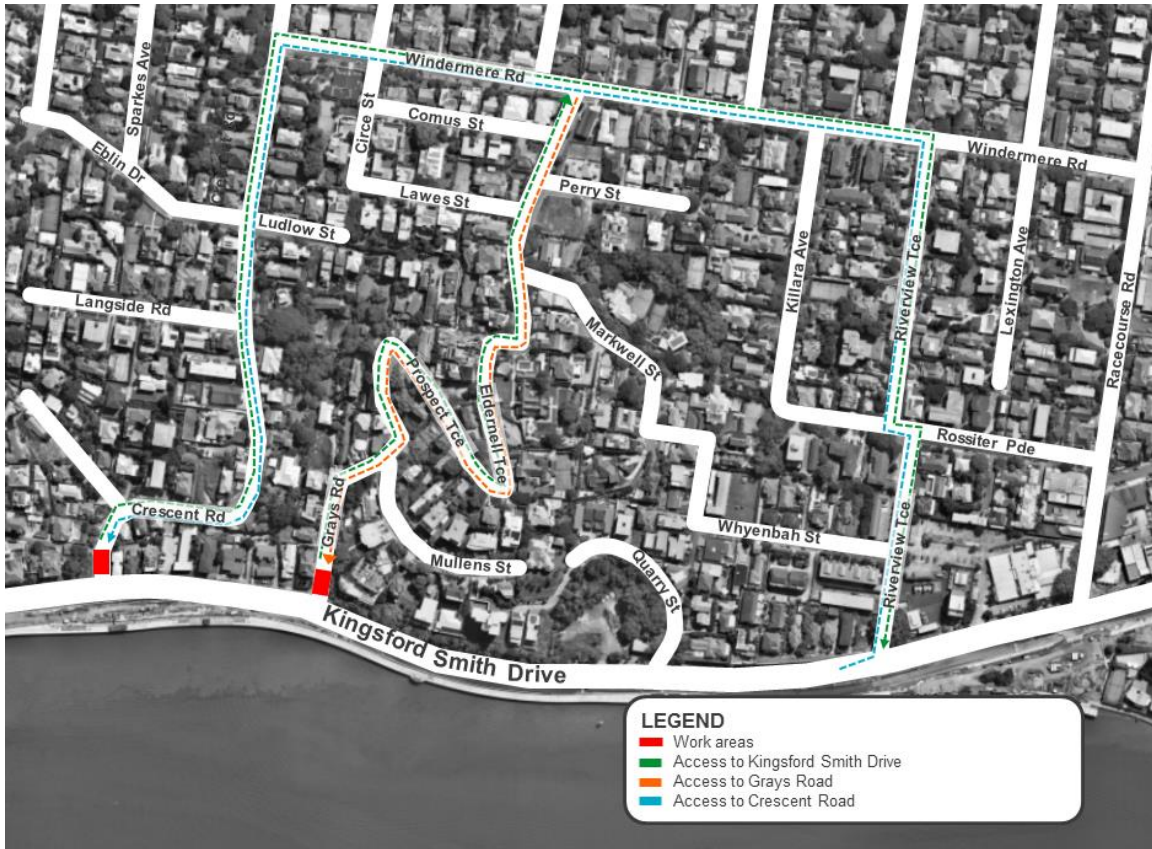 Sparkes Ave
Windermere Rd
Circe St
Comus St
Eblin Dr
Windermere Rd
Lawes St
Perry St
Ludlow St
Killara Ave
Riverview Tce
Lexington Ave
Racecourse Rd
Langside Rd
Markwell St
Prospect Tce
Eldernell Tce
Rossiter Pde
Crescent Rd
Grays Rd
Whyenbah St
Mullens St
Quarry St
Riverview Tce
Kingsford Smith Drive
LEGEND
Work areas
Access to Kingsford Smith Drive
Access to Grays Road
Access to Crescent Road